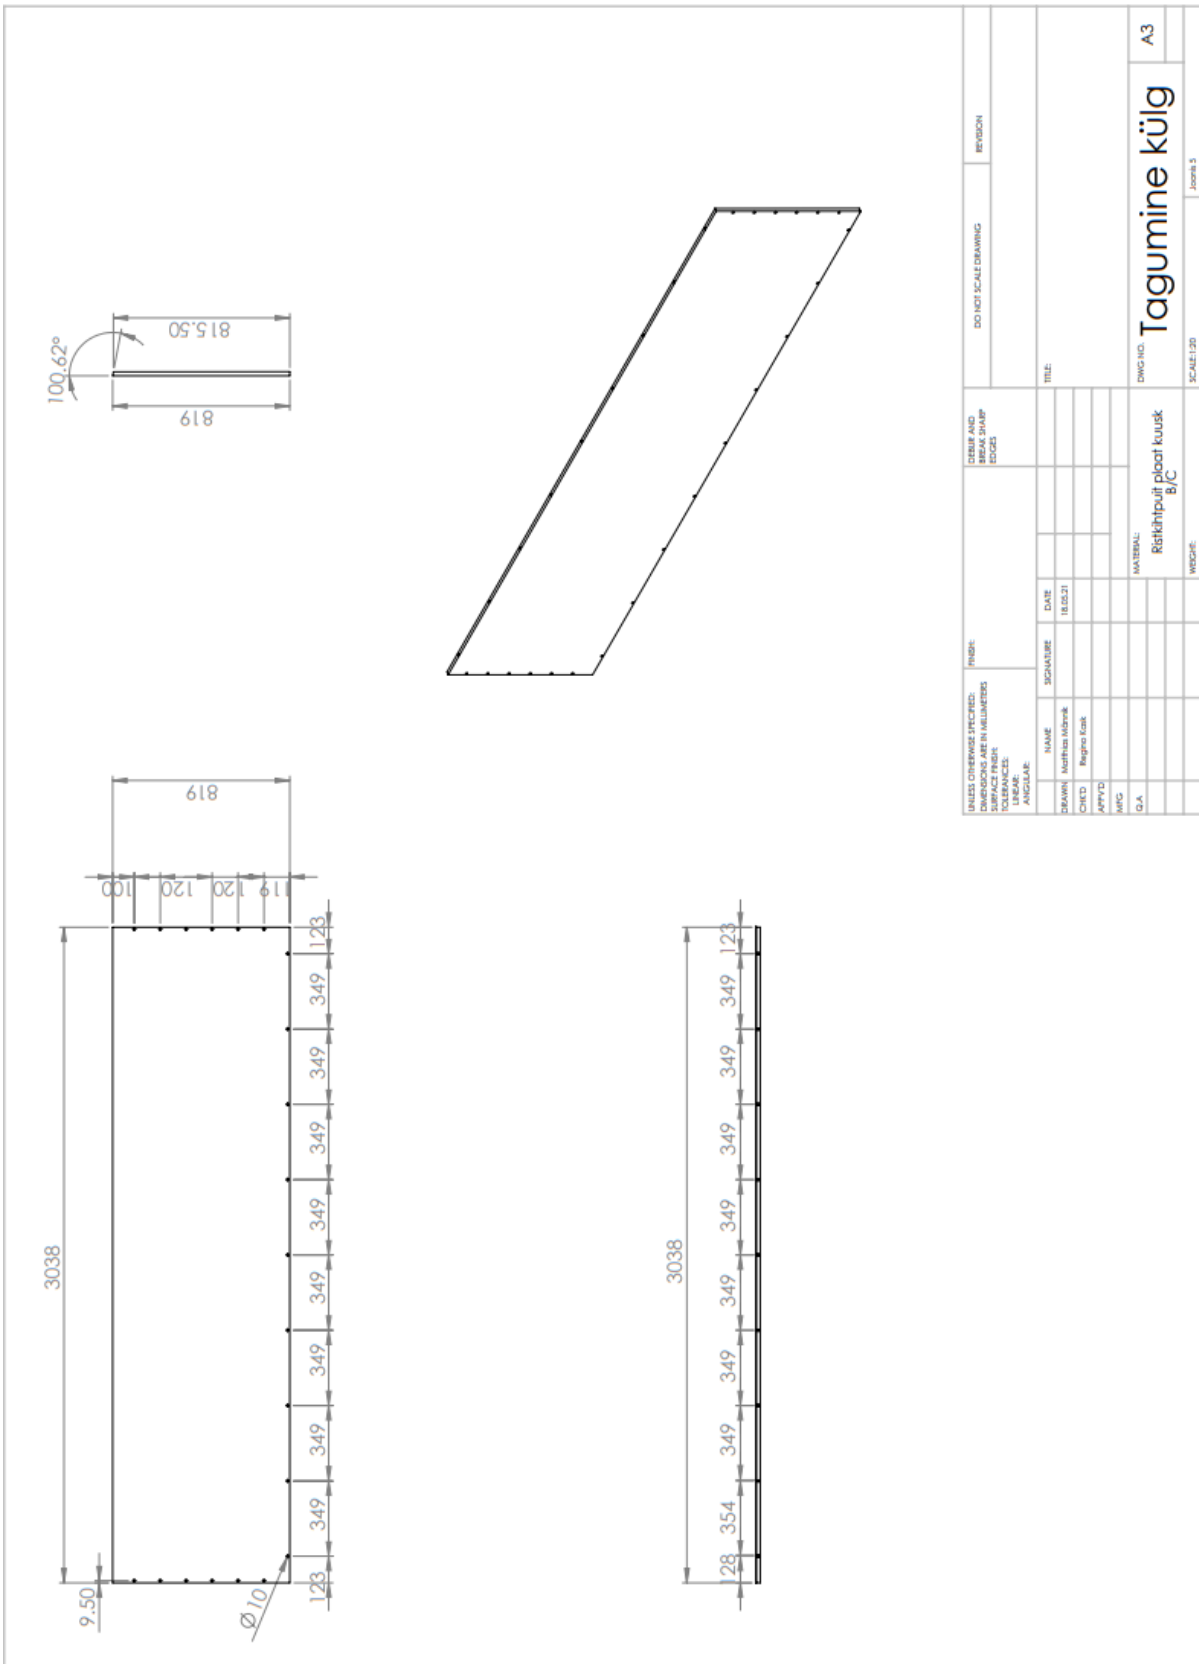 3038
9.50
Ø 10
123
349
349
349
349
349
349
349
349
123
100
120
120
119
819
100.62°
819
815.50
3038
128
354
349
349
349
349
349
349
349
123
UNLESS OTHERWISE SPECIFIED:
DIMENSIONS ARE IN MILLIMETERS
SURFACE FINISH:
TOLERANCES:
LINEAR:
ANGULAR:
FINISH:
DEBUR AND
BREAK SHARP
EDGES
DO NOT SCALE DRAWING
REVISION
NAME
SIGNATURE
DATE
TITLE:
DRAWN
Matthias Männik
18.05.21
CHK'D
Regino Kask
APPV'D
MFG
Q.A
MATERIAL:
Ristkihtpuit plaat kuusk
B/C
DWG NO.
Tagumine külg
A3
WEIGHT:
SCALE:1:20
Joonis 5